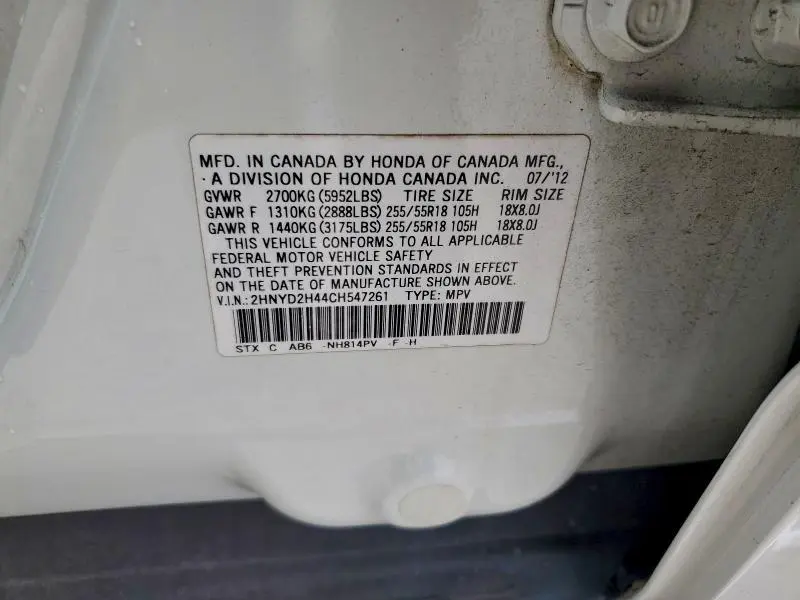 MFD. IN CANADA BY HONDA OF CANADA MFG.,
A DIVISION OF HONDA CANADA INC. 07/'12
GVWR 2700KG(5952LBS) TIRE SIZE RIM SIZE
GAWR F 1310KG(2888LBS) 255/55R18 105H 18X8.0J
GAWR R 1440KG(3175LBS) 255/55R18 105H 18X8.0J
THIS VEHICLE CONFORMS TO ALL APPLICABLE
FEDERAL MOTOR VEHICLE SAFETY
AND THEFT PREVENTION STANDARDS IN EFFECT
ON THE DATE OF MANUFACTURE SHOWN ABOVE.
V.I.N.:2HNYD2H44CH547261 TYPE: MPV
STX C AB6 -NH814PV -F -H